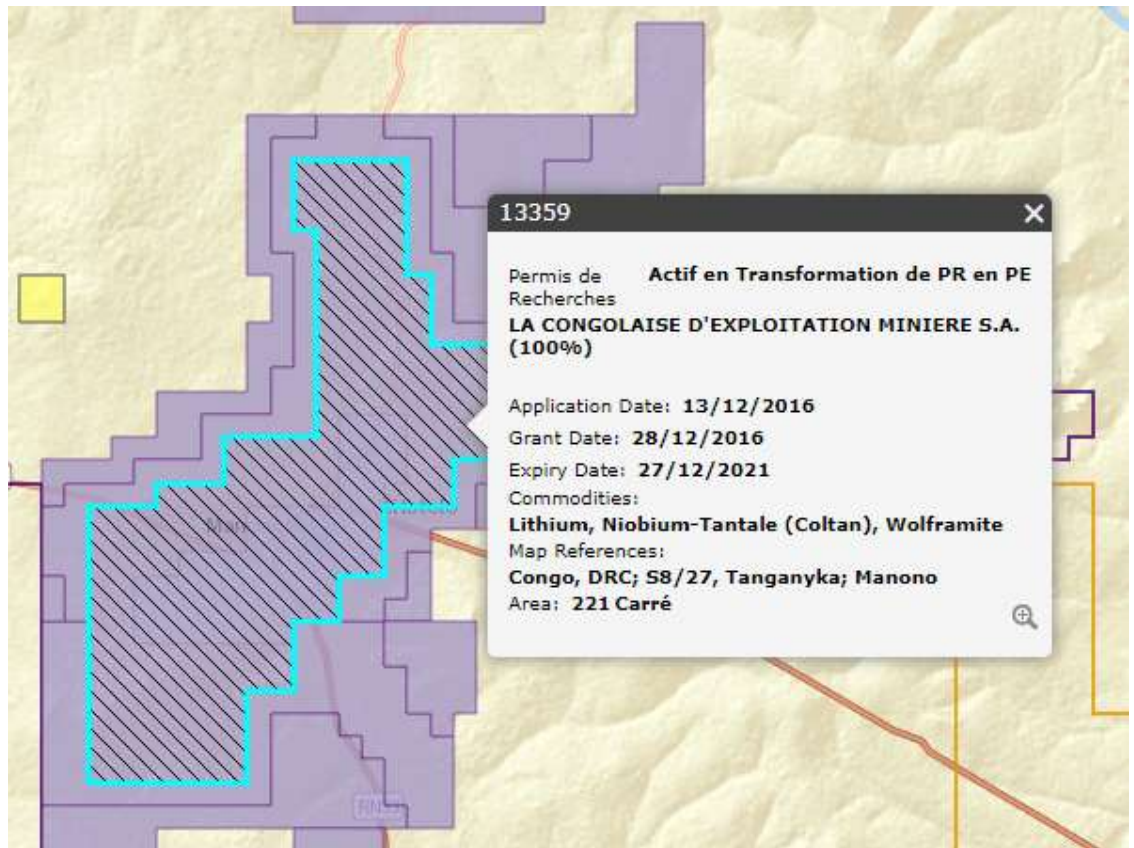 13359
Permis de Recherches
Actif en Transformation de PR en PE
LA CONGOLAISE D'EXPLOITATION MINIERE S.A.
(100%)
Application Date: 13/12/2016
Grant Date: 28/12/2016
Expiry Date: 27/12/2021
Commodities:
Lithium, Niobium-Tantale (Coltan), Wolframite
Map References:
Congo, DRC; S8/27, Tanganyka; Manono
Area: 221 Carré